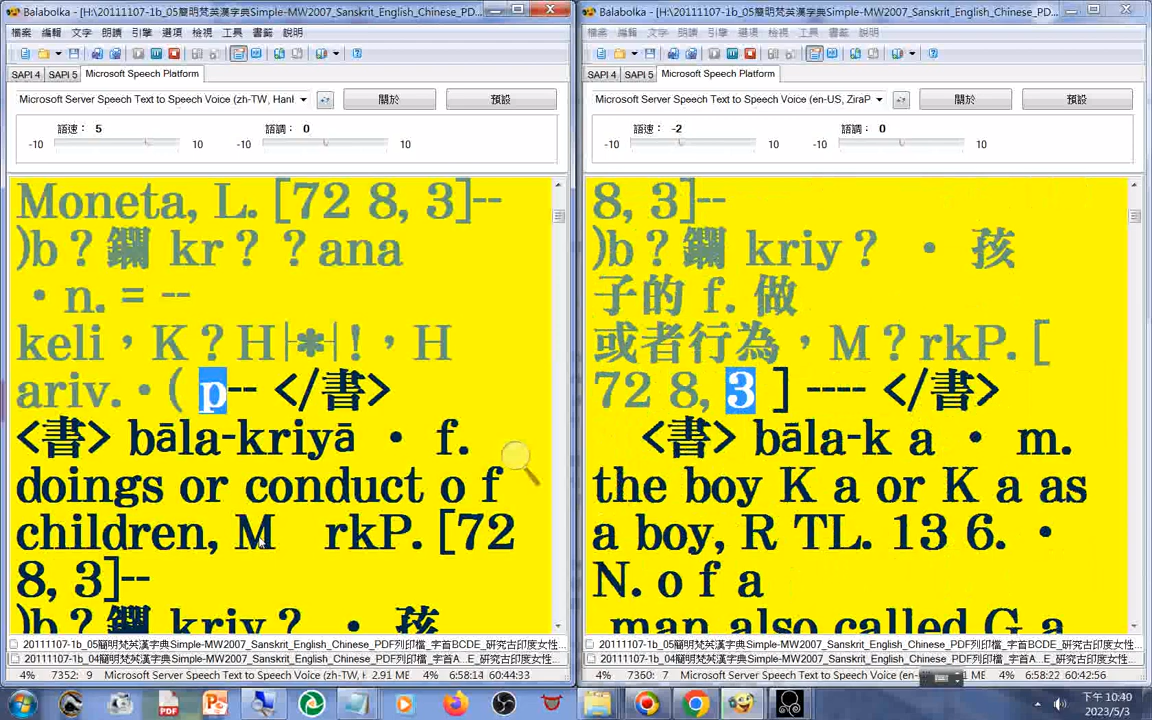 Balabolka - [H:\20111107-1b_05簡明梵英漢字典Simple-MW2007_Sanskrit_English_Chinese_PD...
檔案 編輯 文字 朗讀 引擎 選項 檢視 工具 書籤 說明
SAPI 4 SAPI 5 Microsoft Speech Platform
Microsoft Server Speech Text to Speech Voice (zh-TW, HanI
關於
預設
語速： 5
語調： 0
-10 10 -10 10
Moneta, L. [72 8, 3]--
)b？鑭 kr？？ana
・n. = --
keli，K？H├✱┤!，H
ariv.・( p-- </書>
<書> bāla-kriyā ・ f.
doings or conduct o f
children, M rkP. [72
8, 3]--
)b？鑭 kriy？ ・ 孩
20111107-1b_05簡明梵英漢字典Simple-MW2007_Sanskrit_English_Chinese_PDF列印檔_字首BCDE_研究古印度女性...
20111107-1b_04簡明梵英漢字典Simple-MW2007_Sanskrit_English_Chinese_PDF列印檔_字首A...E_研究古印度女性...
4% 7352: 9 Microsoft Server Speech Text to Speech Voice (zh-TW, 2.91 ME 4% 6:58:14 60:44:33
Balabolka - [H:\20111107-1b_05簡明梵英漢字典Simple-MW2007_Sanskrit_English_Chinese_PD...
檔案 編輯 文字 朗讀 引擎 選項 檢視 工具 書籤 說明
SAPI 4 SAPI 5 Microsoft Speech Platform
Microsoft Server Speech Text to Speech Voice (en-US, ZiraP
關於
預設
語速： -2
語調： 0
-10 10 -10 10
8, 3]--
)b？鑭 kriy？ ・ 孩
子的 f. 做
或者行為，M？rkP. [
72 8, 3 ] ---- </書>
<書> bāla-k a ・ m.
the boy K a or K a as
a boy, R TL. 13 6. ・
N. o f a
man also called G a
20111107-1b_05簡明梵英漢字典Simple-MW2007_Sanskrit_English_Chinese_PDF列印檔_字首BCDE_研究古印度女性...
20111107-1b_04簡明梵英漢字典Simple-MW2007_Sanskrit_English_Chinese_PDF列印檔_字首A...E_研究古印度女性...
4% 7350: 7 Microsoft Server Speech Text to Speech Voice (en-US, ME 4% 6:58:22 60:42:56
下午 10:40
2023/5/3